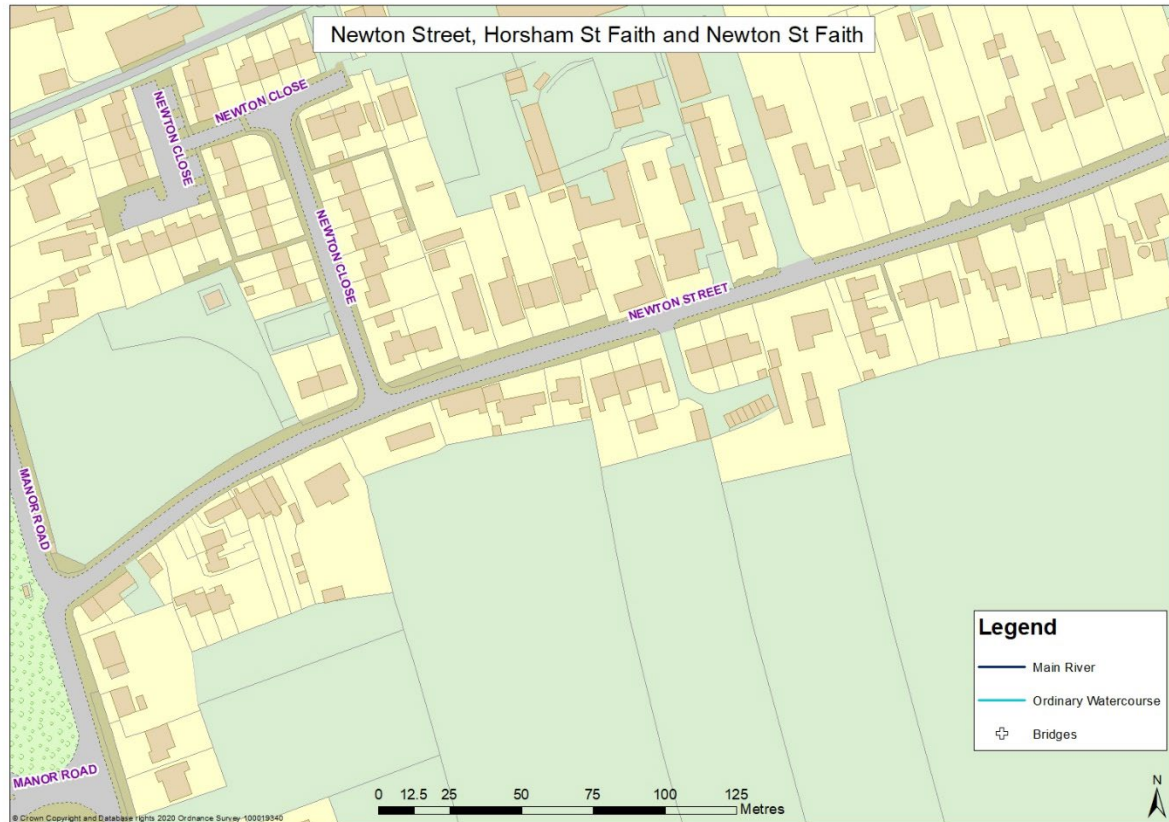 Newton Street, Horsham St Faith and Newton St Faith
NEWTON CLOSE
NEWTON CLOSE
NEWTON CLOSE
NEWTON STREET
MANOR ROAD
MANOR ROAD
Legend
Main River
Ordinary Watercourse
Bridges
0 12.5 25 50 75 100 125
Metres
N
© Crown Copyright and Database rights 2020 Ordnance Survey 100019340